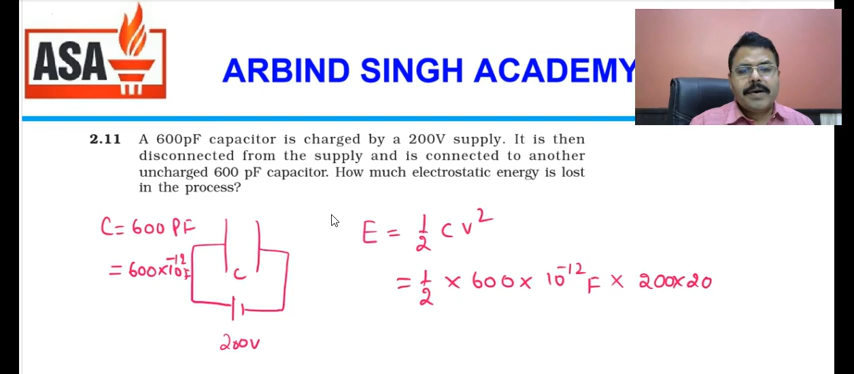 ASA
ARBIND SINGH ACADEMY
2.11 A 600pF capacitor is charged by a 200V supply. It is then
disconnected from the supply and is connected to another
uncharged 600 pF capacitor. How much electrostatic energy is lost
in the process?
C = 600 PF
= 600×10⁻¹² F
C
200V
E = 1/2 C V²
= 1/2 × 600 × 10⁻¹² F × 200×20